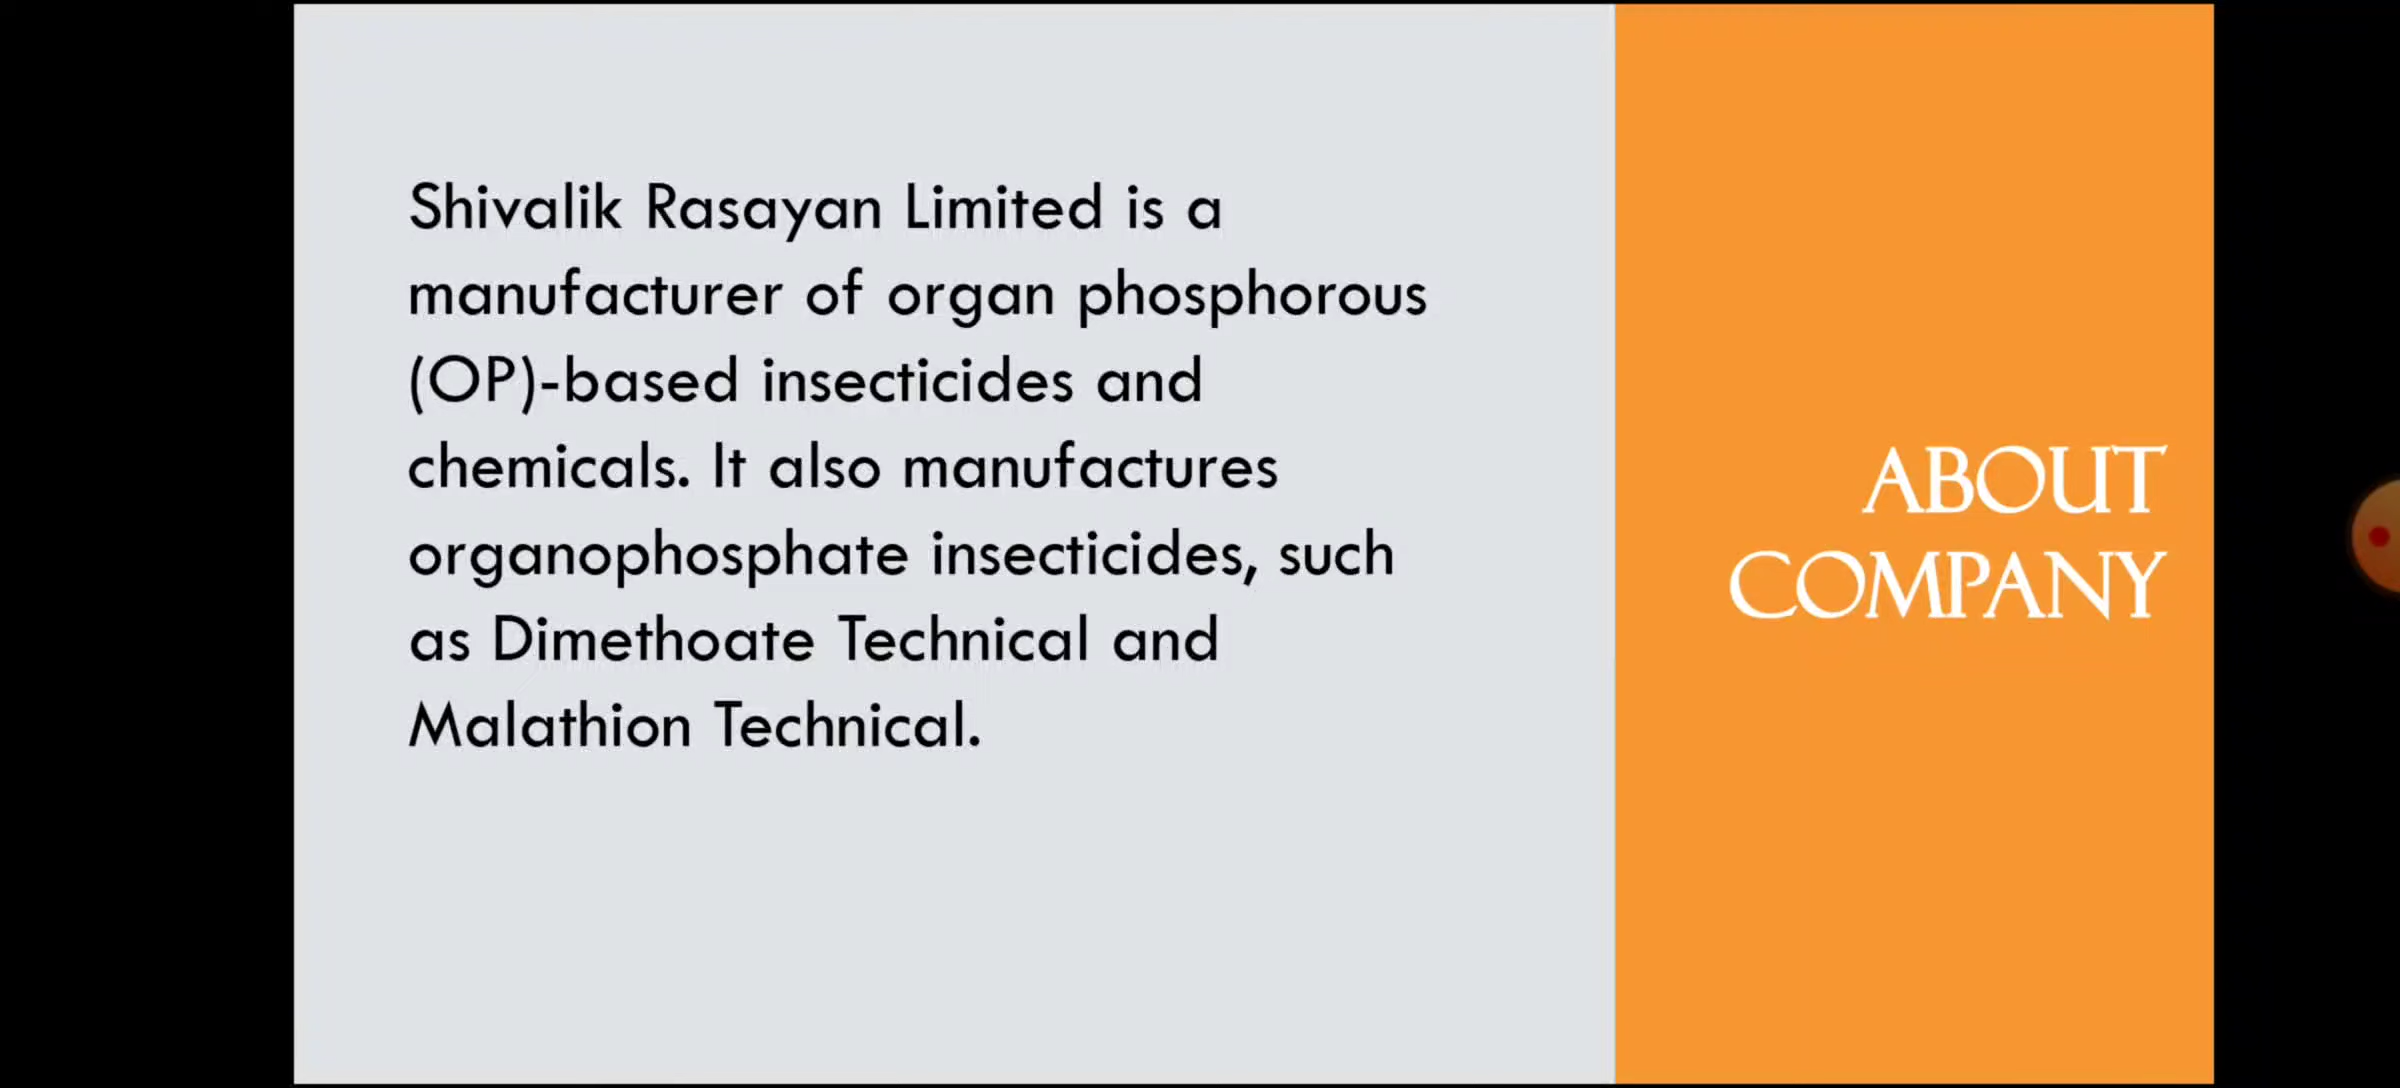 Shivalik Rasayan Limited is a
manufacturer of organ phosphorous
(OP)-based insecticides and
chemicals. It also manufactures
organophosphate insecticides, such
as Dimethoate Technical and
Malathion Technical.
ABOUT
COMPANY